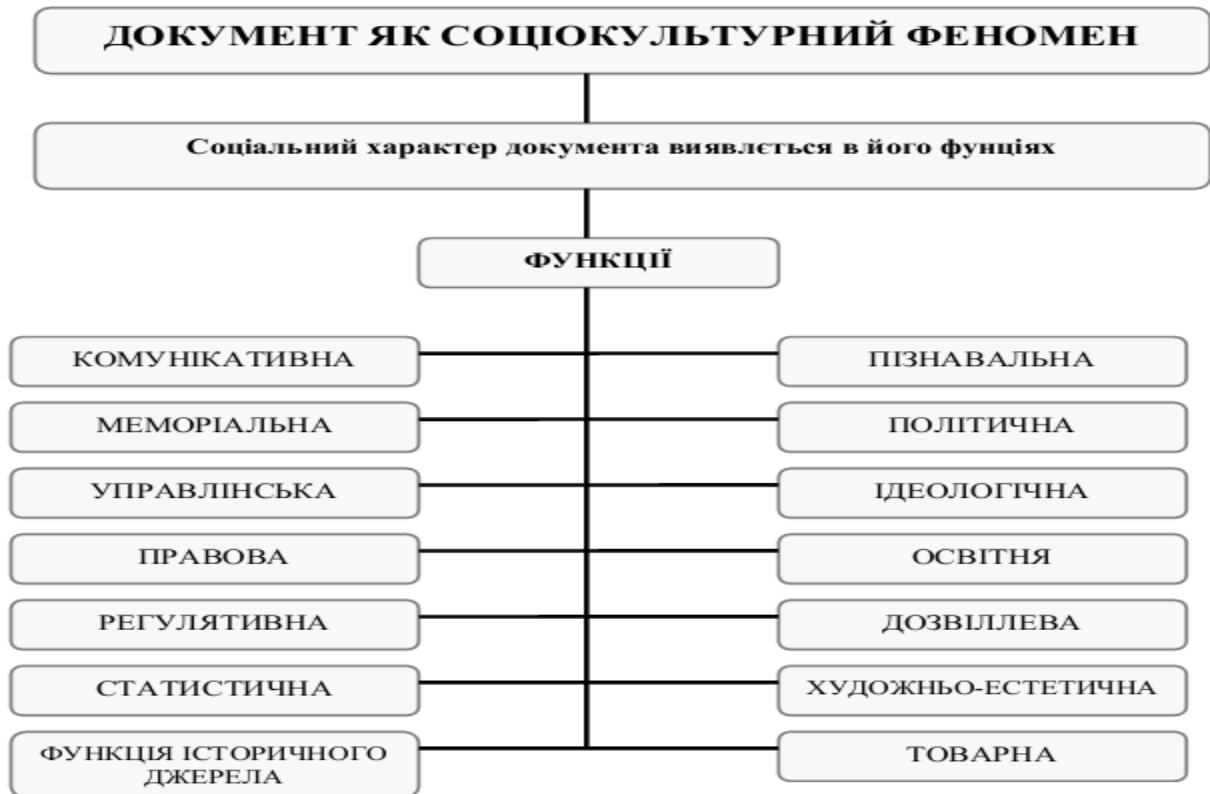 ДОКУМЕНТ ЯК СОЦІОКУЛЬТУРНИЙ ФЕНОМЕН
Соціальний характер документа виявлється в його фунціях
ФУНКЦІЇ
КОМУНІКАТИВНА
ПІЗНАВАЛЬНА
МЕМОРІАЛЬНА
ПОЛІТИЧНА
УПРАВЛІНСЬКА
ІДЕОЛОГІЧНА
ПРАВОВА
ОСВІТНЯ
РЕГУЛЯТИВНА
ДОЗВІЛЛЕВА
СТАТИСТИЧНА
ХУДОЖНЬО-ЕСТЕТИЧНА
ФУНКЦІЯ ІСТОРИЧНОГО
ДЖЕРЕЛА
ТОВАРНА